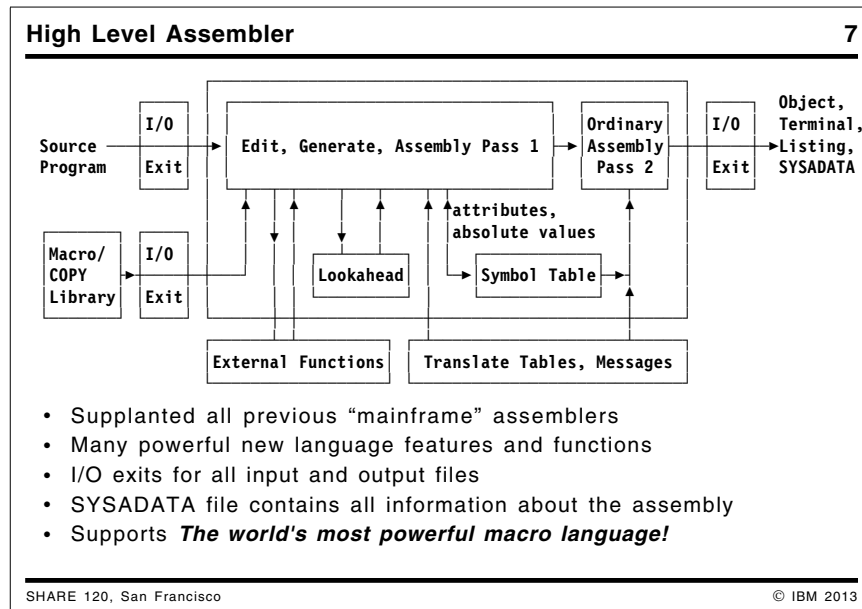 High Level Assembler 7
I/O
Exit
Source
Program
Edit, Generate, Assembly Pass 1
Ordinary
Assembly
Pass 2
I/O
Exit
Object,
Terminal,
Listing,
SYSADATA
attributes,
absolute values
Macro/
COPY
Library
I/O
Exit
Lookahead
Symbol Table
External Functions
Translate Tables, Messages
• Supplanted all previous “mainframe” assemblers
• Many powerful new language features and functions
• I/O exits for all input and output files
• SYSADATA file contains all information about the assembly
• Supports The world's most powerful macro language!
SHARE 120, San Francisco © IBM 2013